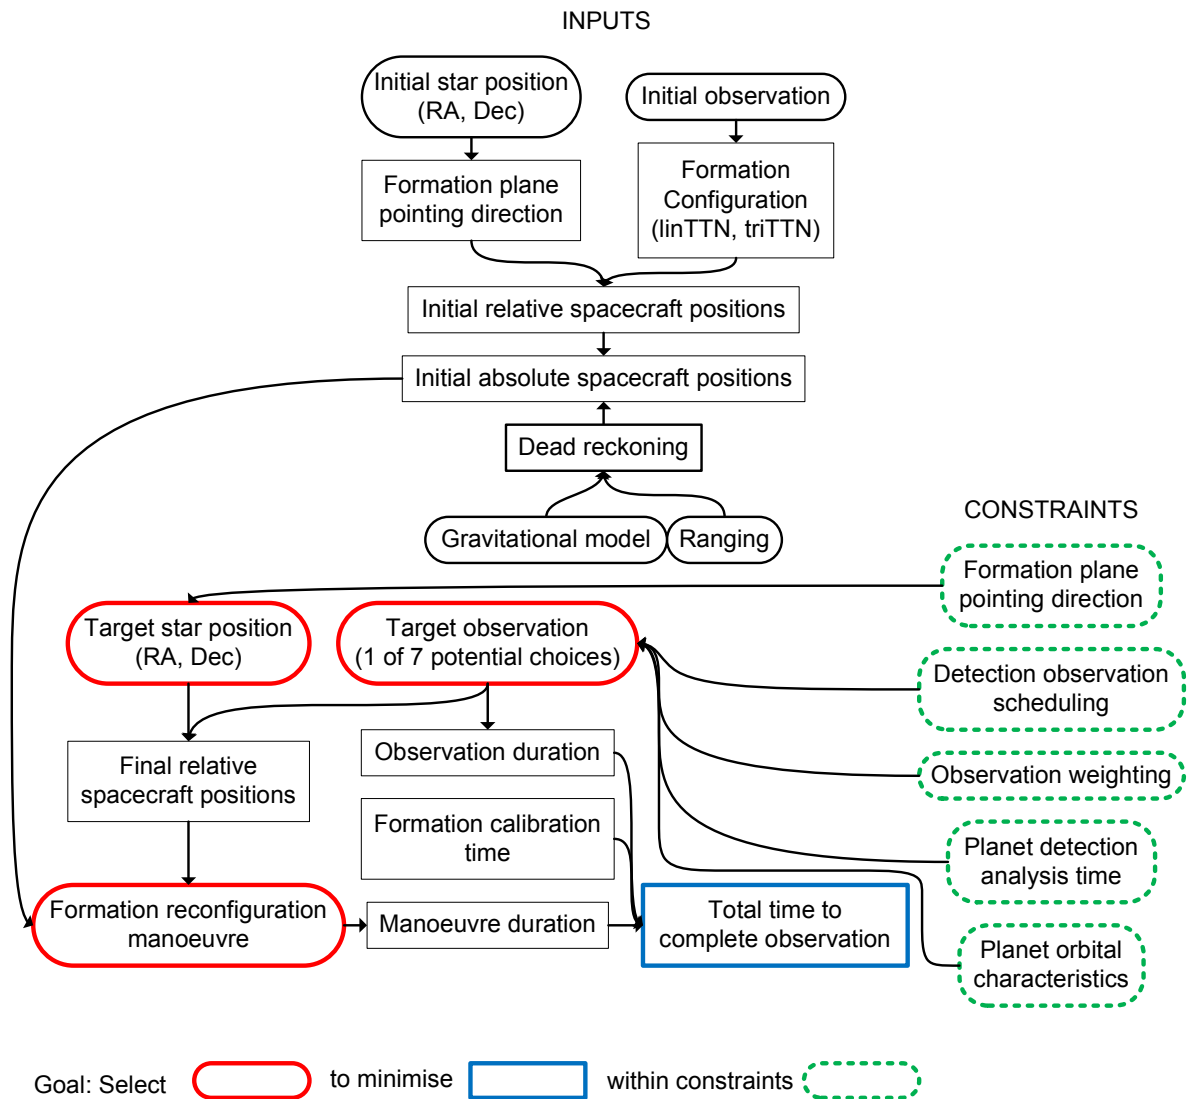 INPUTS
Initial star position
(RA, Dec)
Initial observation
Formation plane
pointing direction
Formation
Configuration
(linTTN, triTTN)
Initial relative spacecraft positions
Initial absolute spacecraft positions
Dead reckoning
Gravitational model
Ranging
CONSTRAINTS
Formation plane
pointing direction
Target star position
(RA, Dec)
Target observation
(1 of 7 potential choices)
Detection observation
scheduling
Final relative
spacecraft positions
Observation duration
Observation weighting
Formation calibration
time
Planet detection
analysis time
Formation reconfiguration
manoeuvre
Manoeuvre duration
Total time to
complete observation
Planet orbital
characteristics
Goal: Select to minimise within constraints